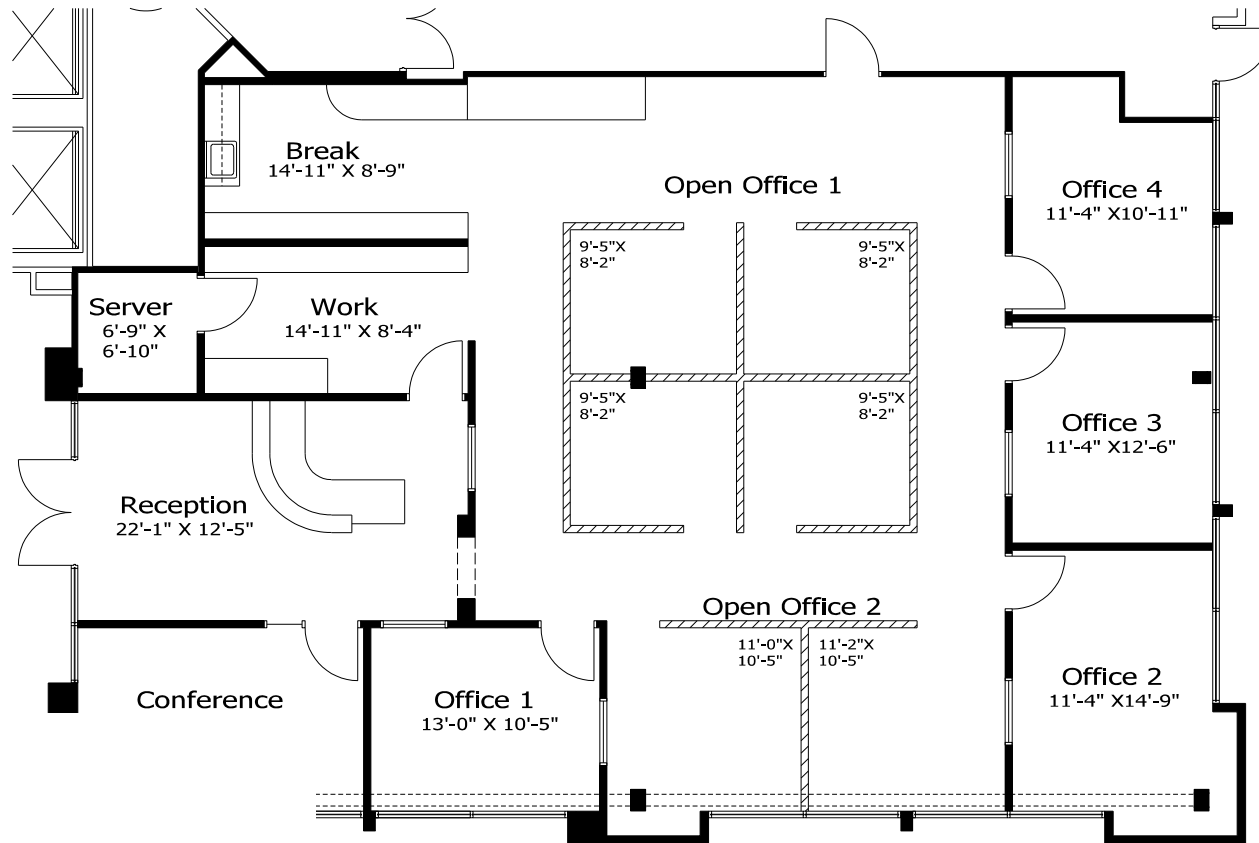 Break
14'-11" X 8'-9"
Open Office 1
Office 4
11'-4" X10'-11"
9'-5"X
8'-2"
9'-5"X
8'-2"
Server
6'-9" X
6'-10"
Work
14'-11" X 8'-4"
9'-5"X
8'-2"
9'-5"X
8'-2"
Office 3
11'-4" X12'-6"
Reception
22'-1" X 12'-5"
Open Office 2
11'-0"X
10'-5"
11'-2"X
10'-5"
Conference
Office 1
13'-0" X 10'-5"
Office 2
11'-4" X14'-9"